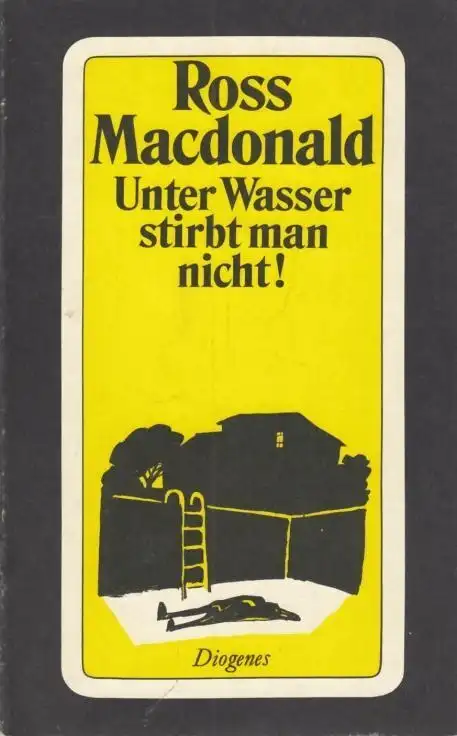 Ross
Macdonald
Unter Wasser
stirbt man
nicht!
Diogenes